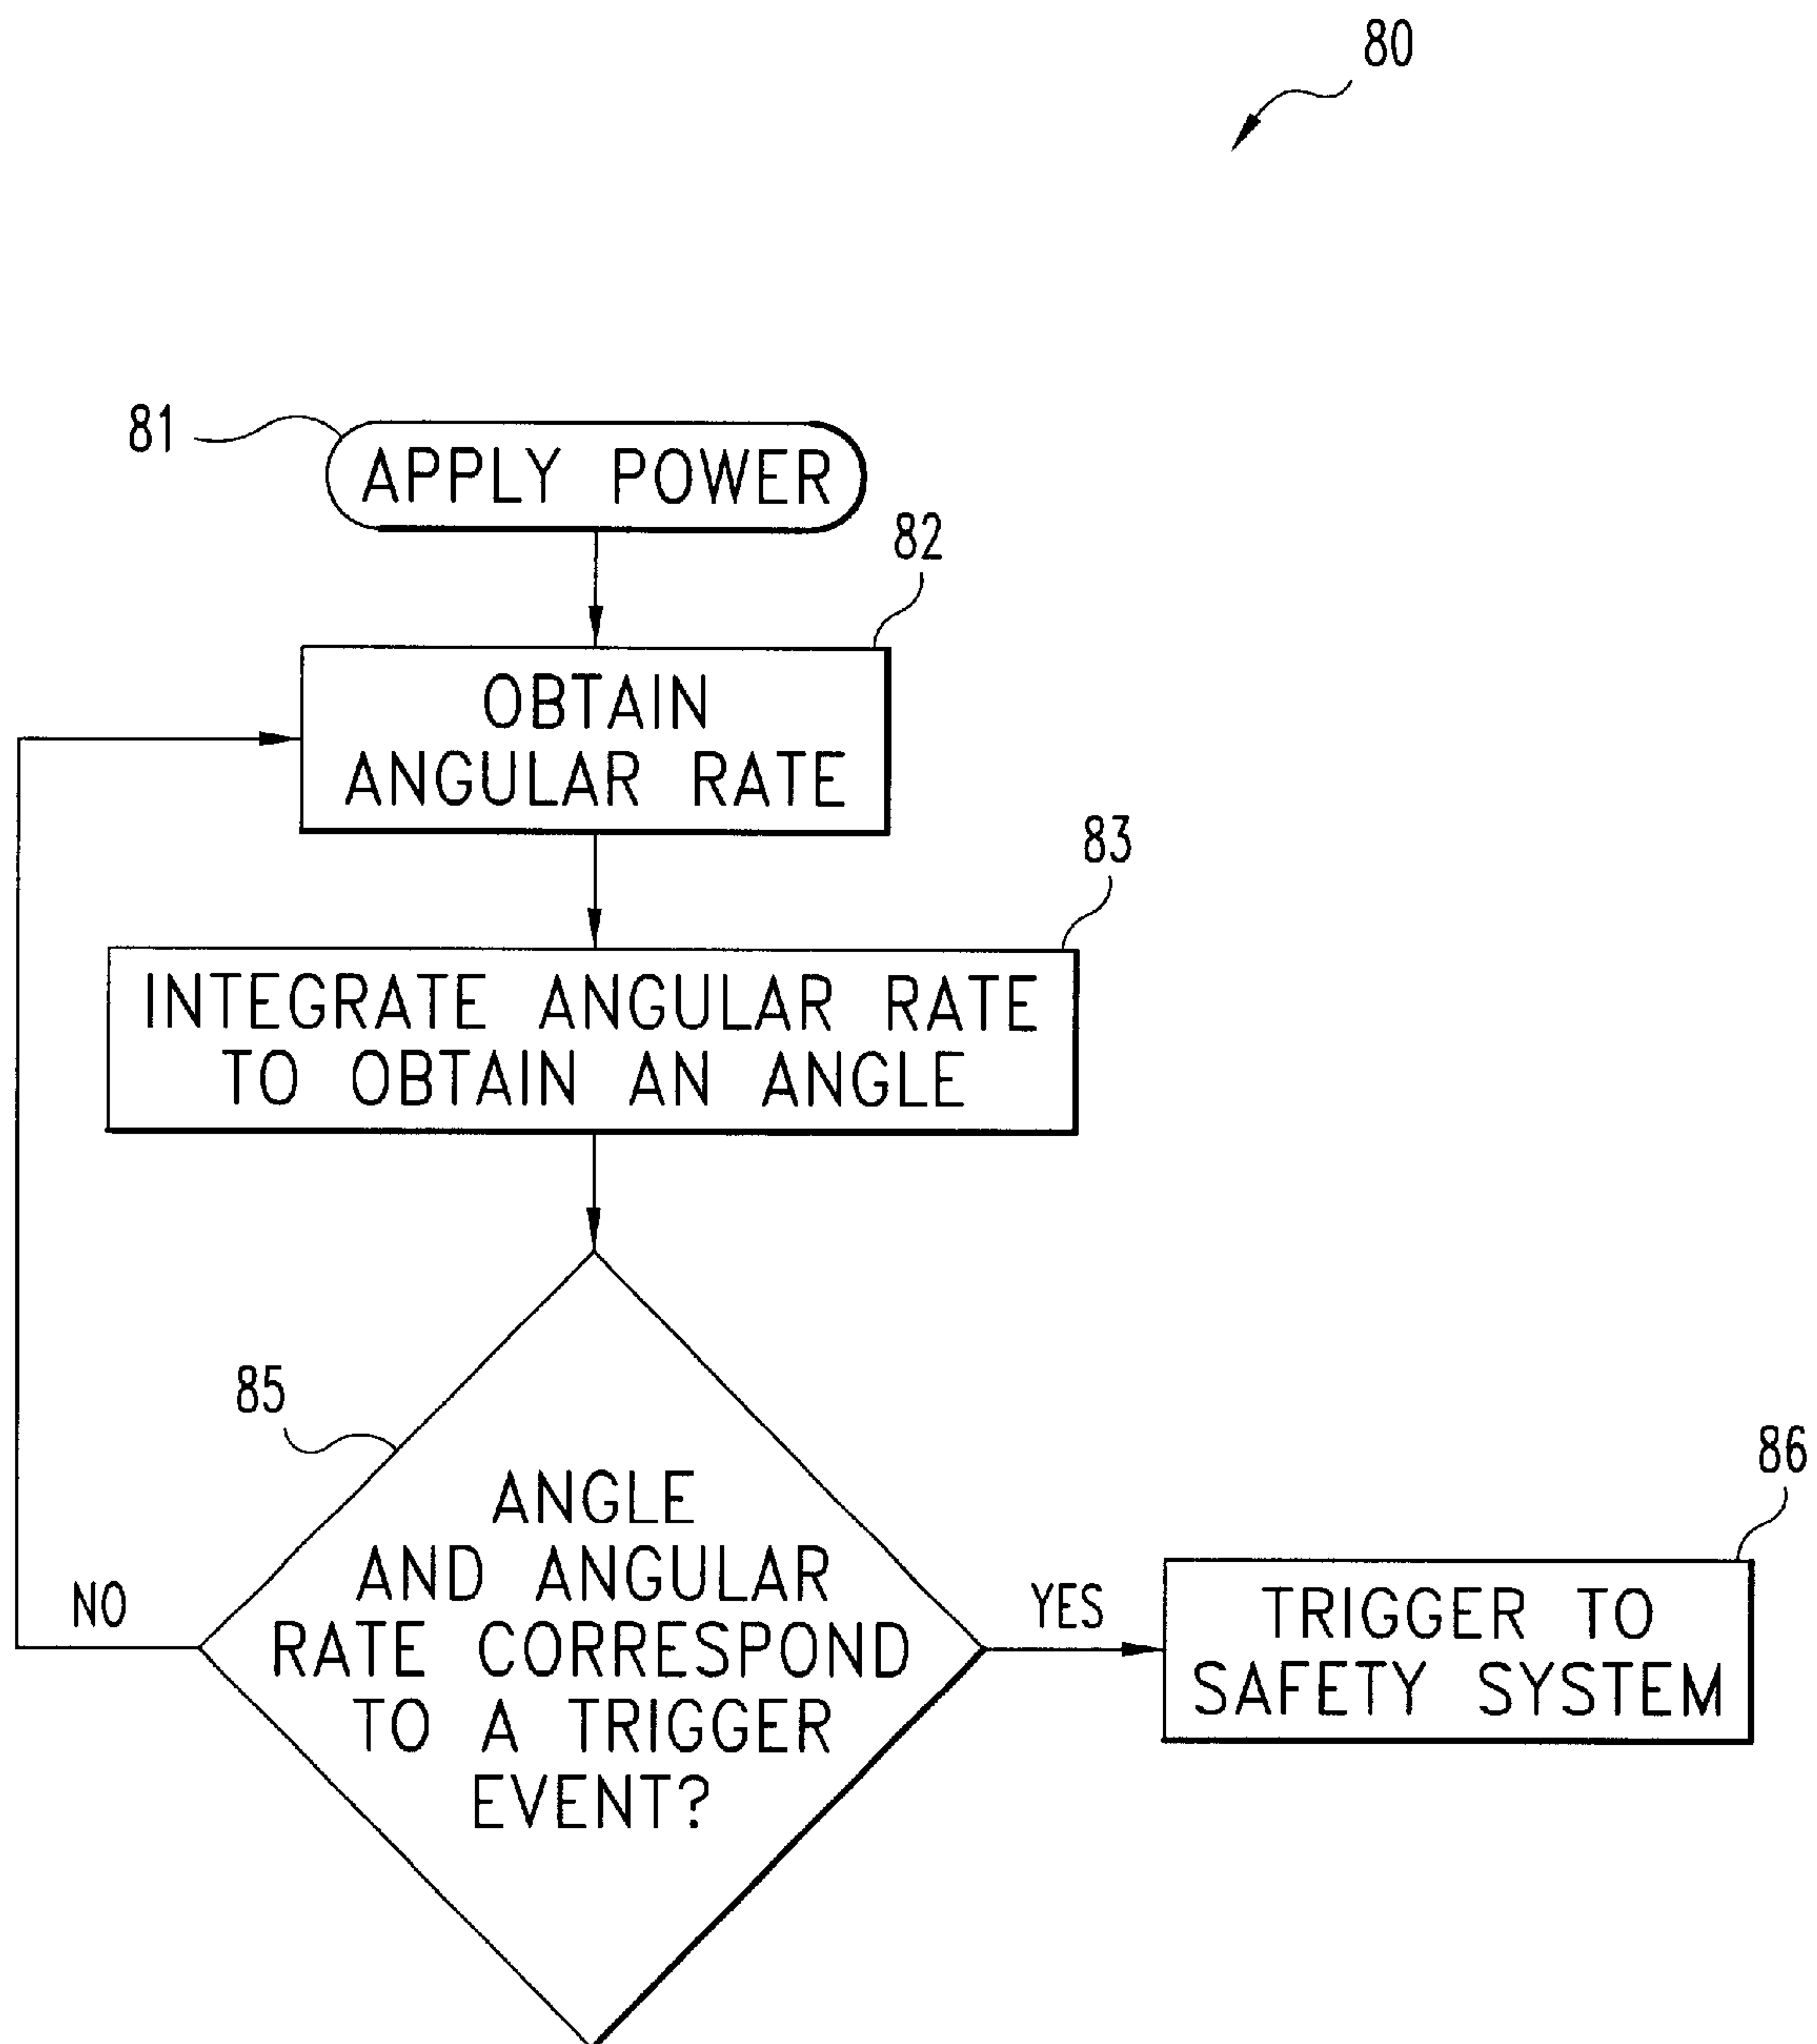 80
81
APPLY POWER
82
OBTAIN
ANGULAR RATE
83
INTEGRATE ANGULAR RATE
TO OBTAIN AN ANGLE
85
ANGLE
AND ANGULAR
RATE CORRESPOND
TO A TRIGGER
EVENT?
NO
YES
86
TRIGGER TO
SAFETY SYSTEM